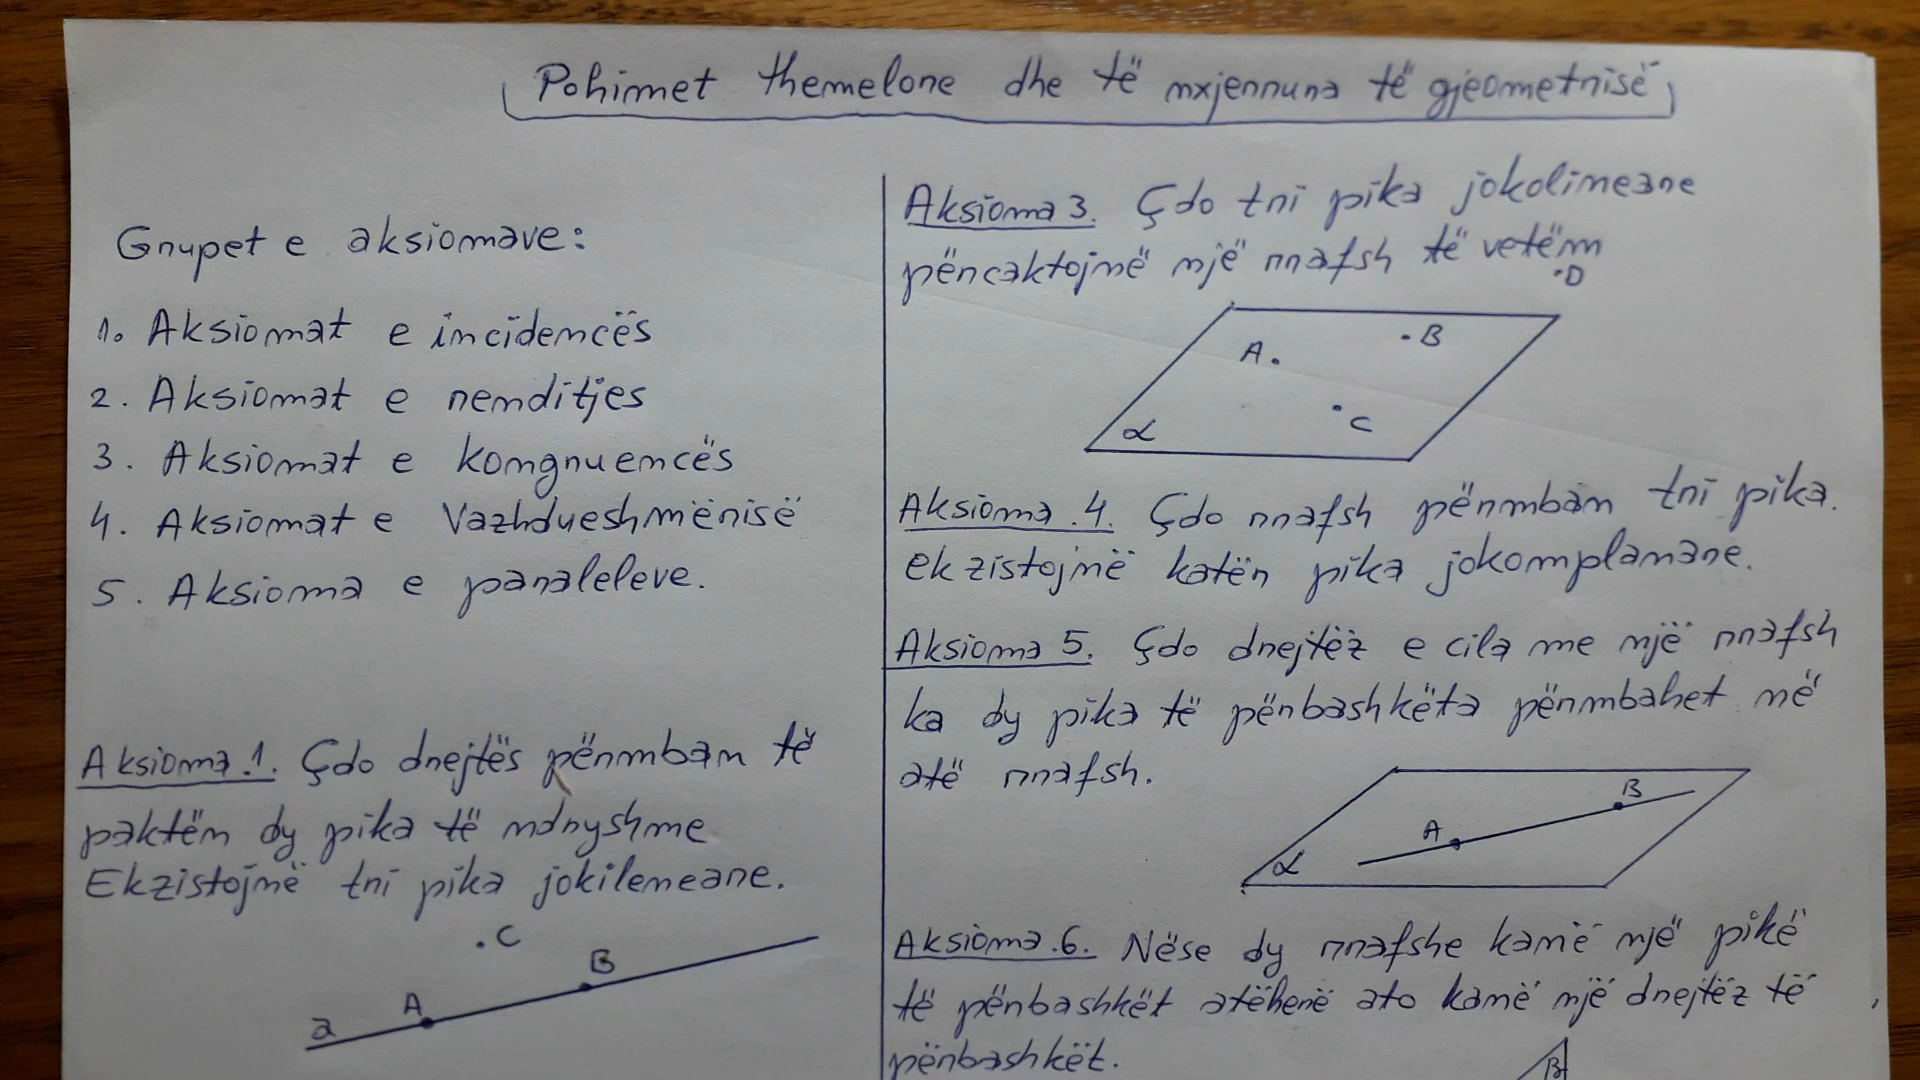 Pohimet themelore dhe të nxjerruna të gjeometrisë
Grupet e aksiomave:
1. Aksiomat e incidencës
2. Aksiomat e renditjes
3. Aksiomat e kongruencës
4. Aksiomat e Vazhdueshmërisë
5. Aksioma e paraleleve.
Aksioma.1. Çdo drejtës përmban të
paktën dy pika të ndryshme
Ekzistojnë tri pika jokileneane.
.C
B
A
a
Aksioma 3. Çdo tri pika jokolineane
përcaktojnë një rrafsh të vetëm
.D
.B
A.
.C
α
Aksioma.4. Çdo rrafsh përmban tri pika.
ekzistojnë katër pika jokomplanane.
Aksioma 5. Çdo drejtëz e cila me një rrafsh
ka dy pika të përbashkëta përmbahet në
atë rrafsh.
B
A
α
Aksioma.6. Nëse dy rrafshe kanë një pikë
të përbashkët atëherë ato kanë një drejtëz të
përbashkët.
B